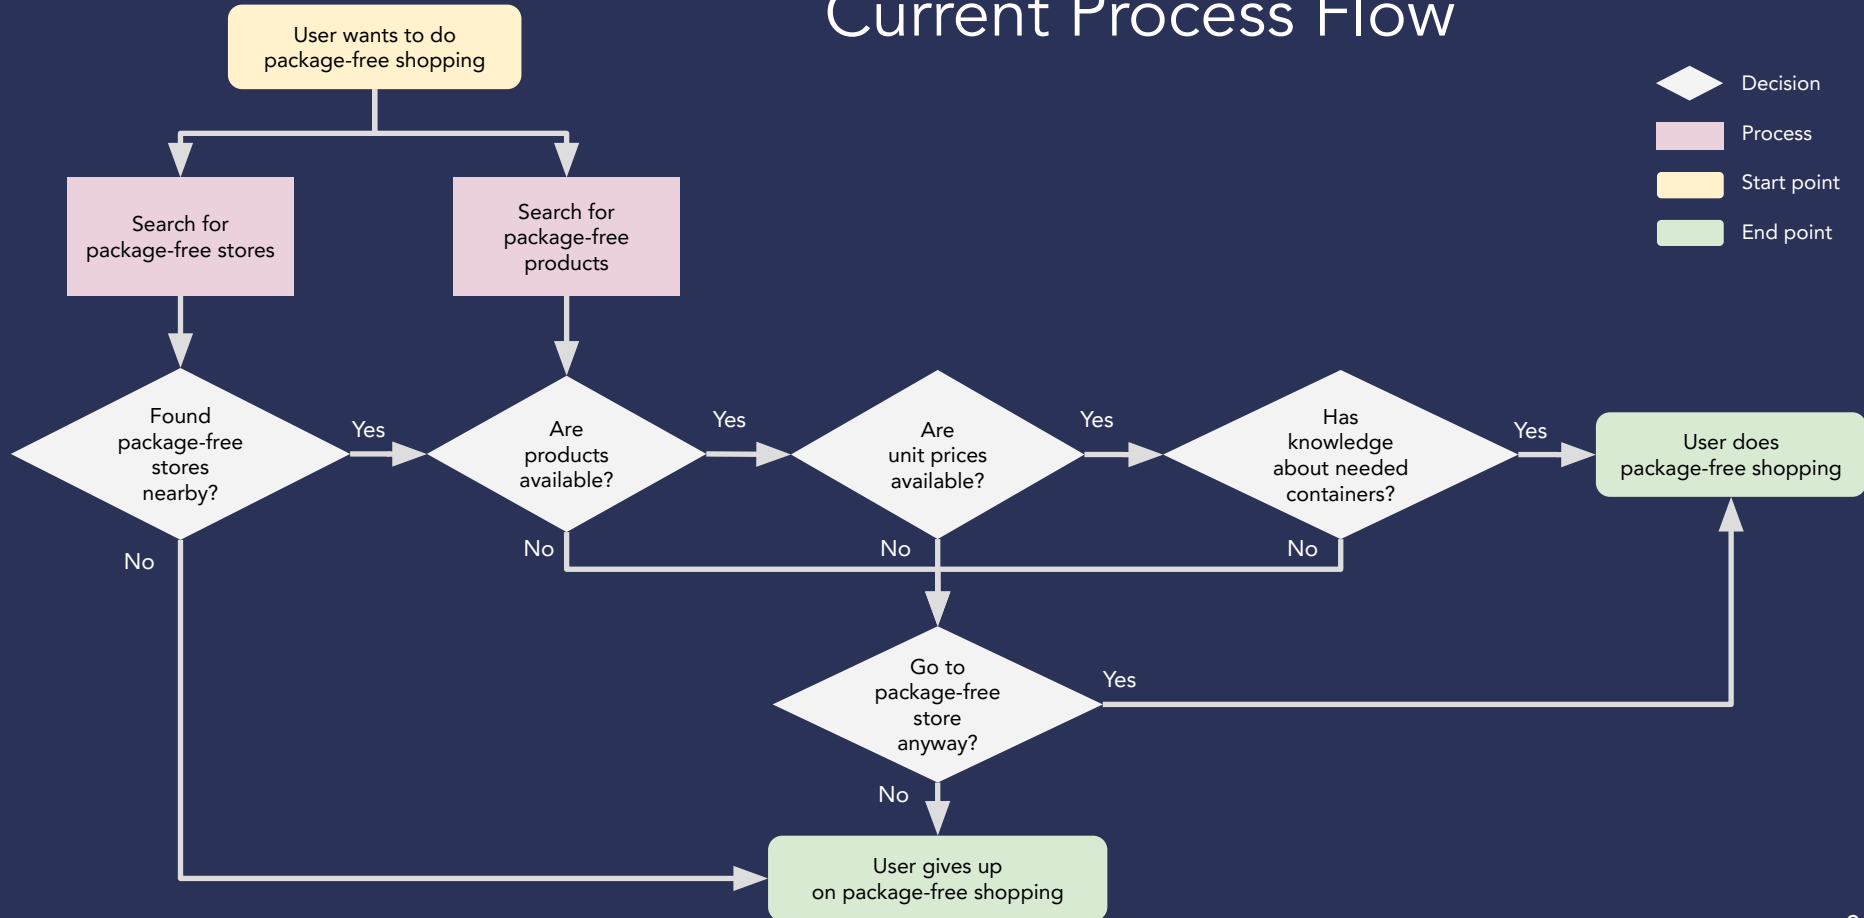 Current Process Flow
User wants to do
package-free shopping
Decision
Process
Start point
End point
Search for
package-free stores
Search for
package-free
products
Found
package-free
stores
nearby?
Yes
Are
products
available?
Yes
Are
unit prices
available?
Yes
Has
knowledge
about needed
containers?
Yes
User does
package-free shopping
No
No
No
No
Go to
package-free
store
anyway?
Yes
No
User gives up
on package-free shopping